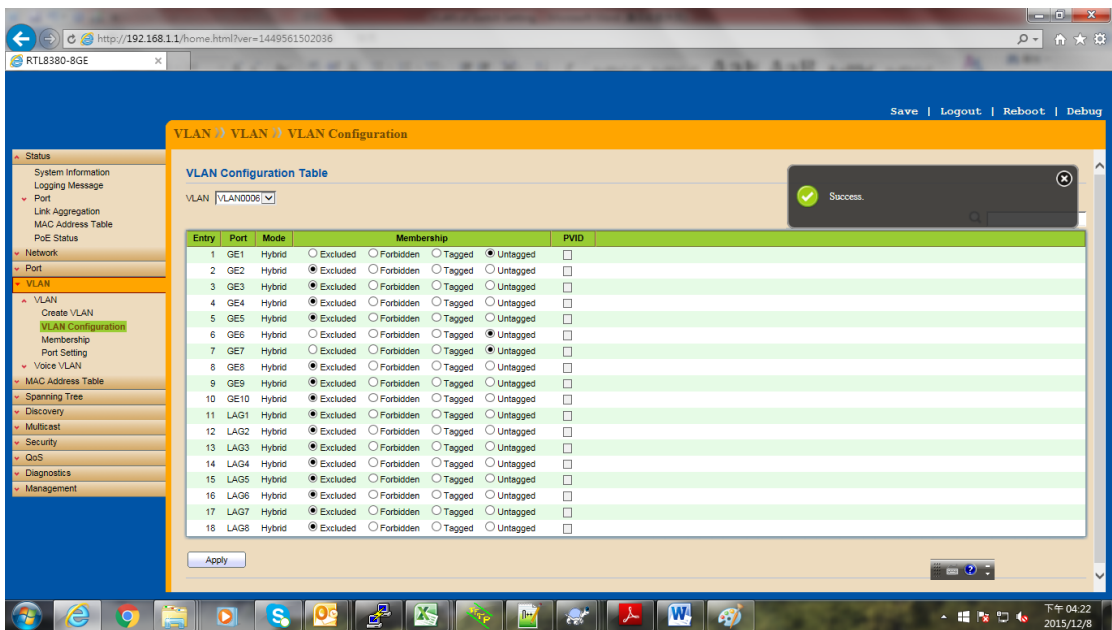 http://192.168.1.1/home.html?ver=1449561502036
RTL8380-8GE
Save | Logout | Reboot | Debug
VLAN VLAN VLAN Configuration
Status
System Information
Logging Message
Port
Link Aggregation
MAC Address Table
PoE Status
Network
Port
VLAN
VLAN
Create VLAN
VLAN Configuration
Membership
Port Setting
Voice VLAN
MAC Address Table
Spanning Tree
Discovery
Multicast
Security
QoS
Diagnostics
Management
VLAN Configuration Table
VLAN VLAN0006
Success.
Entry Port Mode Membership PVID
1 GE1 Hybrid Excluded Forbidden Tagged Untagged
2 GE2 Hybrid Excluded Forbidden Tagged Untagged
3 GE3 Hybrid Excluded Forbidden Tagged Untagged
4 GE4 Hybrid Excluded Forbidden Tagged Untagged
5 GE5 Hybrid Excluded Forbidden Tagged Untagged
6 GE6 Hybrid Excluded Forbidden Tagged Untagged
7 GE7 Hybrid Excluded Forbidden Tagged Untagged
8 GE8 Hybrid Excluded Forbidden Tagged Untagged
9 GE9 Hybrid Excluded Forbidden Tagged Untagged
10 GE10 Hybrid Excluded Forbidden Tagged Untagged
11 LAG1 Hybrid Excluded Forbidden Tagged Untagged
12 LAG2 Hybrid Excluded Forbidden Tagged Untagged
13 LAG3 Hybrid Excluded Forbidden Tagged Untagged
14 LAG4 Hybrid Excluded Forbidden Tagged Untagged
15 LAG5 Hybrid Excluded Forbidden Tagged Untagged
16 LAG6 Hybrid Excluded Forbidden Tagged Untagged
17 LAG7 Hybrid Excluded Forbidden Tagged Untagged
18 LAG8 Hybrid Excluded Forbidden Tagged Untagged
Apply
下午 04:22
2015/12/8